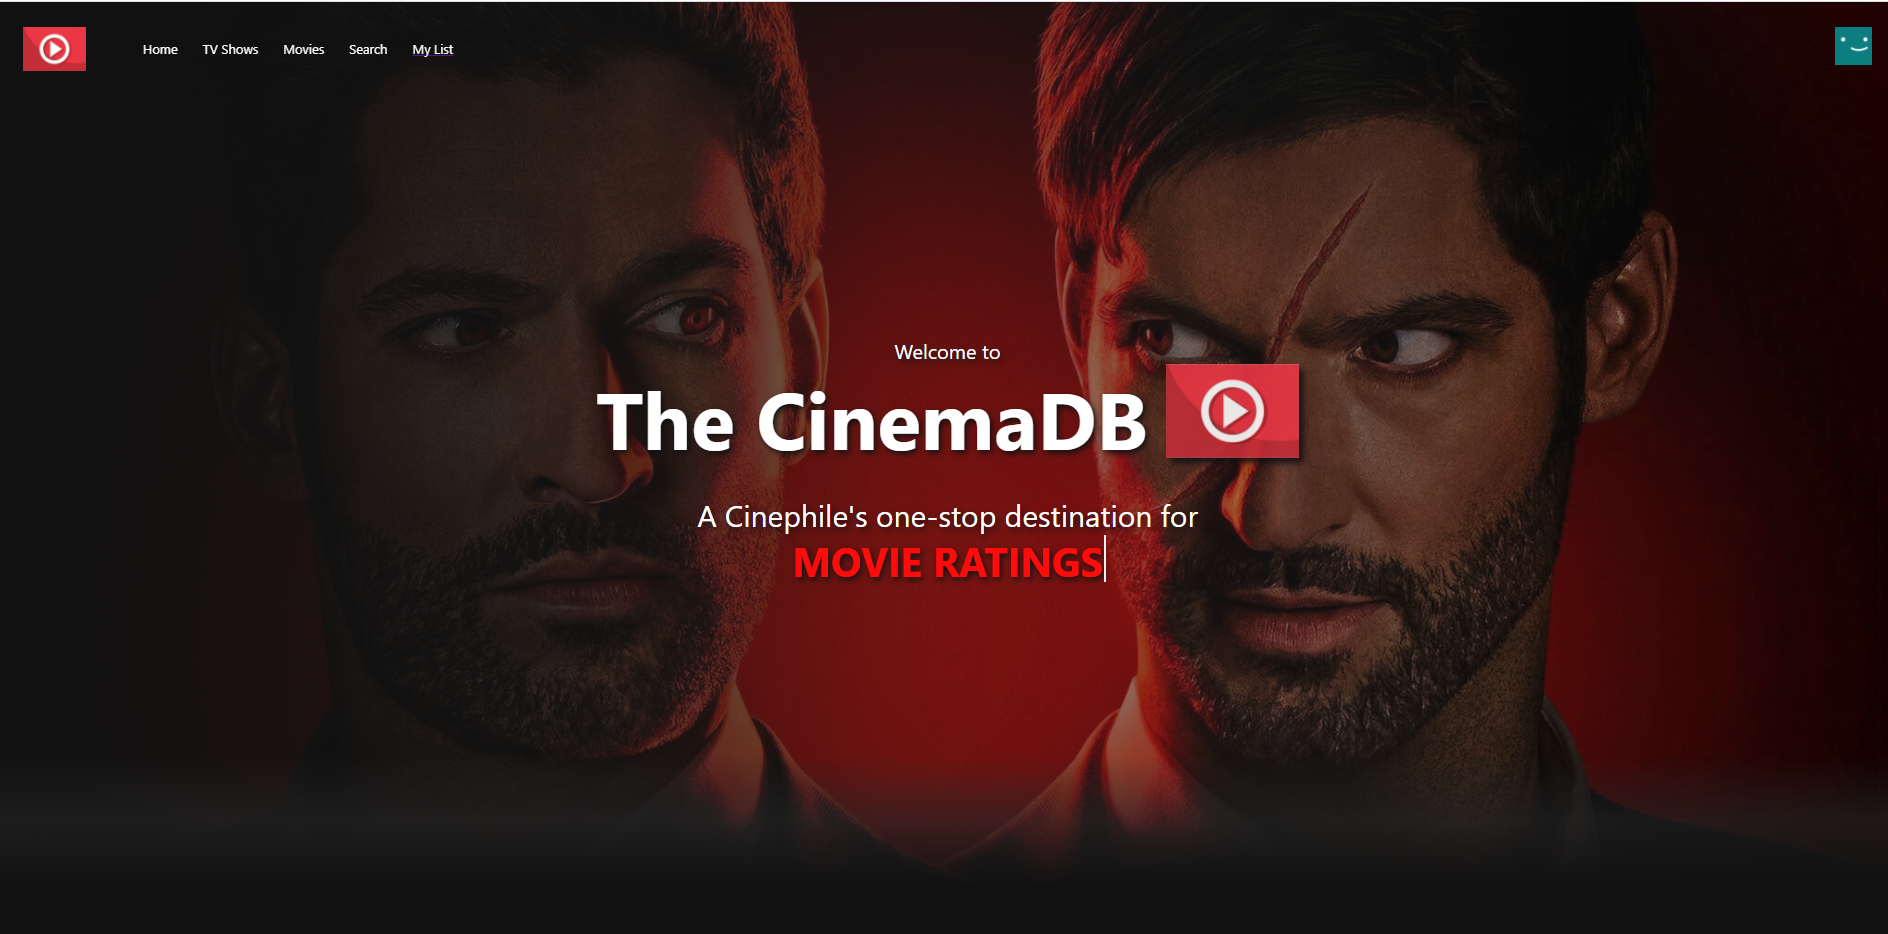 Home TV Shows Movies Search My List
Welcome to
The CinemaDB
A Cinephile's one-stop destination for
MOVIE RATINGS